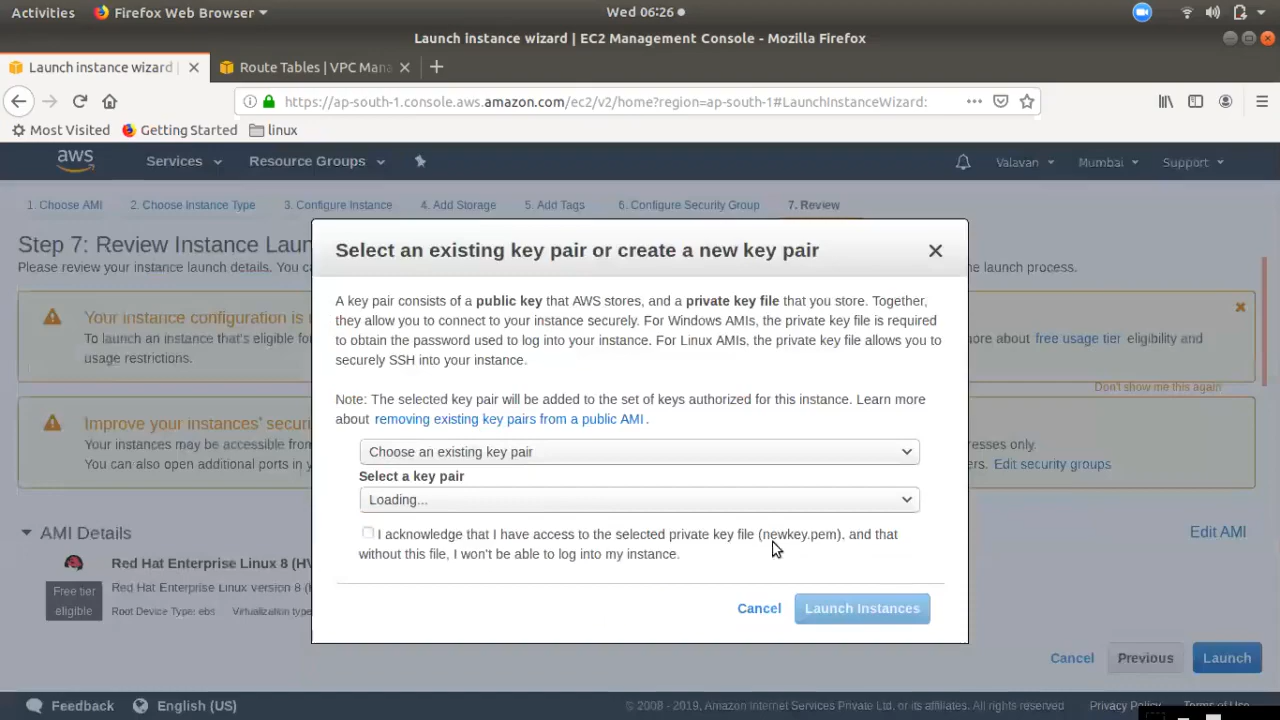 Activities
Firefox Web Browser
Wed 06:26
Launch instance wizard | EC2 Management Console - Mozilla Firefox
Launch instance wizard |
Route Tables | VPC Mana
https://ap-south-1.console.aws.amazon.com/ec2/v2/home?region=ap-south-1#LaunchInstanceWizard:
Most Visited
Getting Started
linux
aws
Services
Resource Groups
Valavan
Mumbai
Support
1. Choose AMI
2. Choose Instance Type
3. Configure Instance
4. Add Storage
5. Add Tags
6. Configure Security Group
7. Review
Step 7: Review Instance Laun
Please review your instance launch details. You ca
he launch process.
Your instance configuration is
To launch an instance that's eligible fo
ore about free usage tier eligibility and
usage restrictions.
Don't show me this again
Improve your instances' securi
Your instances may be accessible from
resses only.
You can also open additional ports in y
ers. Edit security groups
AMI Details
Edit AMI
Red Hat Enterprise Linux 8 (HV
Free tier
eligible
Red Hat Enterprise Linux version 8 (
Root Device Type: ebs
Virtualization type
Select an existing key pair or create a new key pair
A key pair consists of a public key that AWS stores, and a private key file that you store. Together,
they allow you to connect to your instance securely. For Windows AMIs, the private key file is required
to obtain the password used to log into your instance. For Linux AMIs, the private key file allows you to
securely SSH into your instance.
Note: The selected key pair will be added to the set of keys authorized for this instance. Learn more
about removing existing key pairs from a public AMI.
Choose an existing key pair
Select a key pair
Loading...
I acknowledge that I have access to the selected private key file (newkey.pem), and that
without this file, I won't be able to log into my instance.
Cancel
Launch Instances
Cancel
Previous
Launch
Feedback
English (US)
© 2008 - 2019, Amazon Internet Services Private Ltd. or its affiliates. All rights reserved
Privacy Policy
Terms of Use